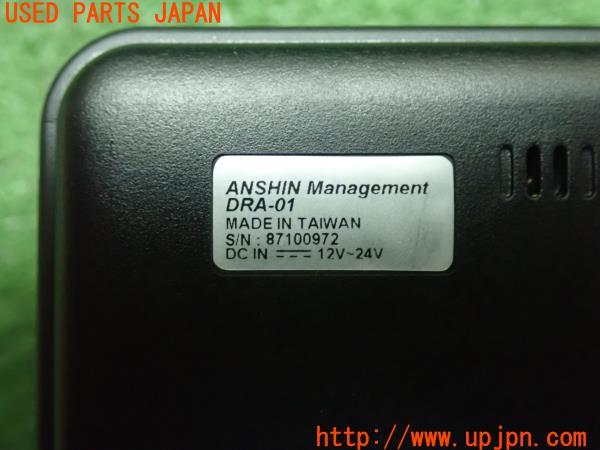 USED PARTS JAPAN
ANSHIN Management
DRA-01
MADE IN TAIWAN
S/N : 87100972
DC IN ⎓ 12V~24V
http://www.upjpn.com